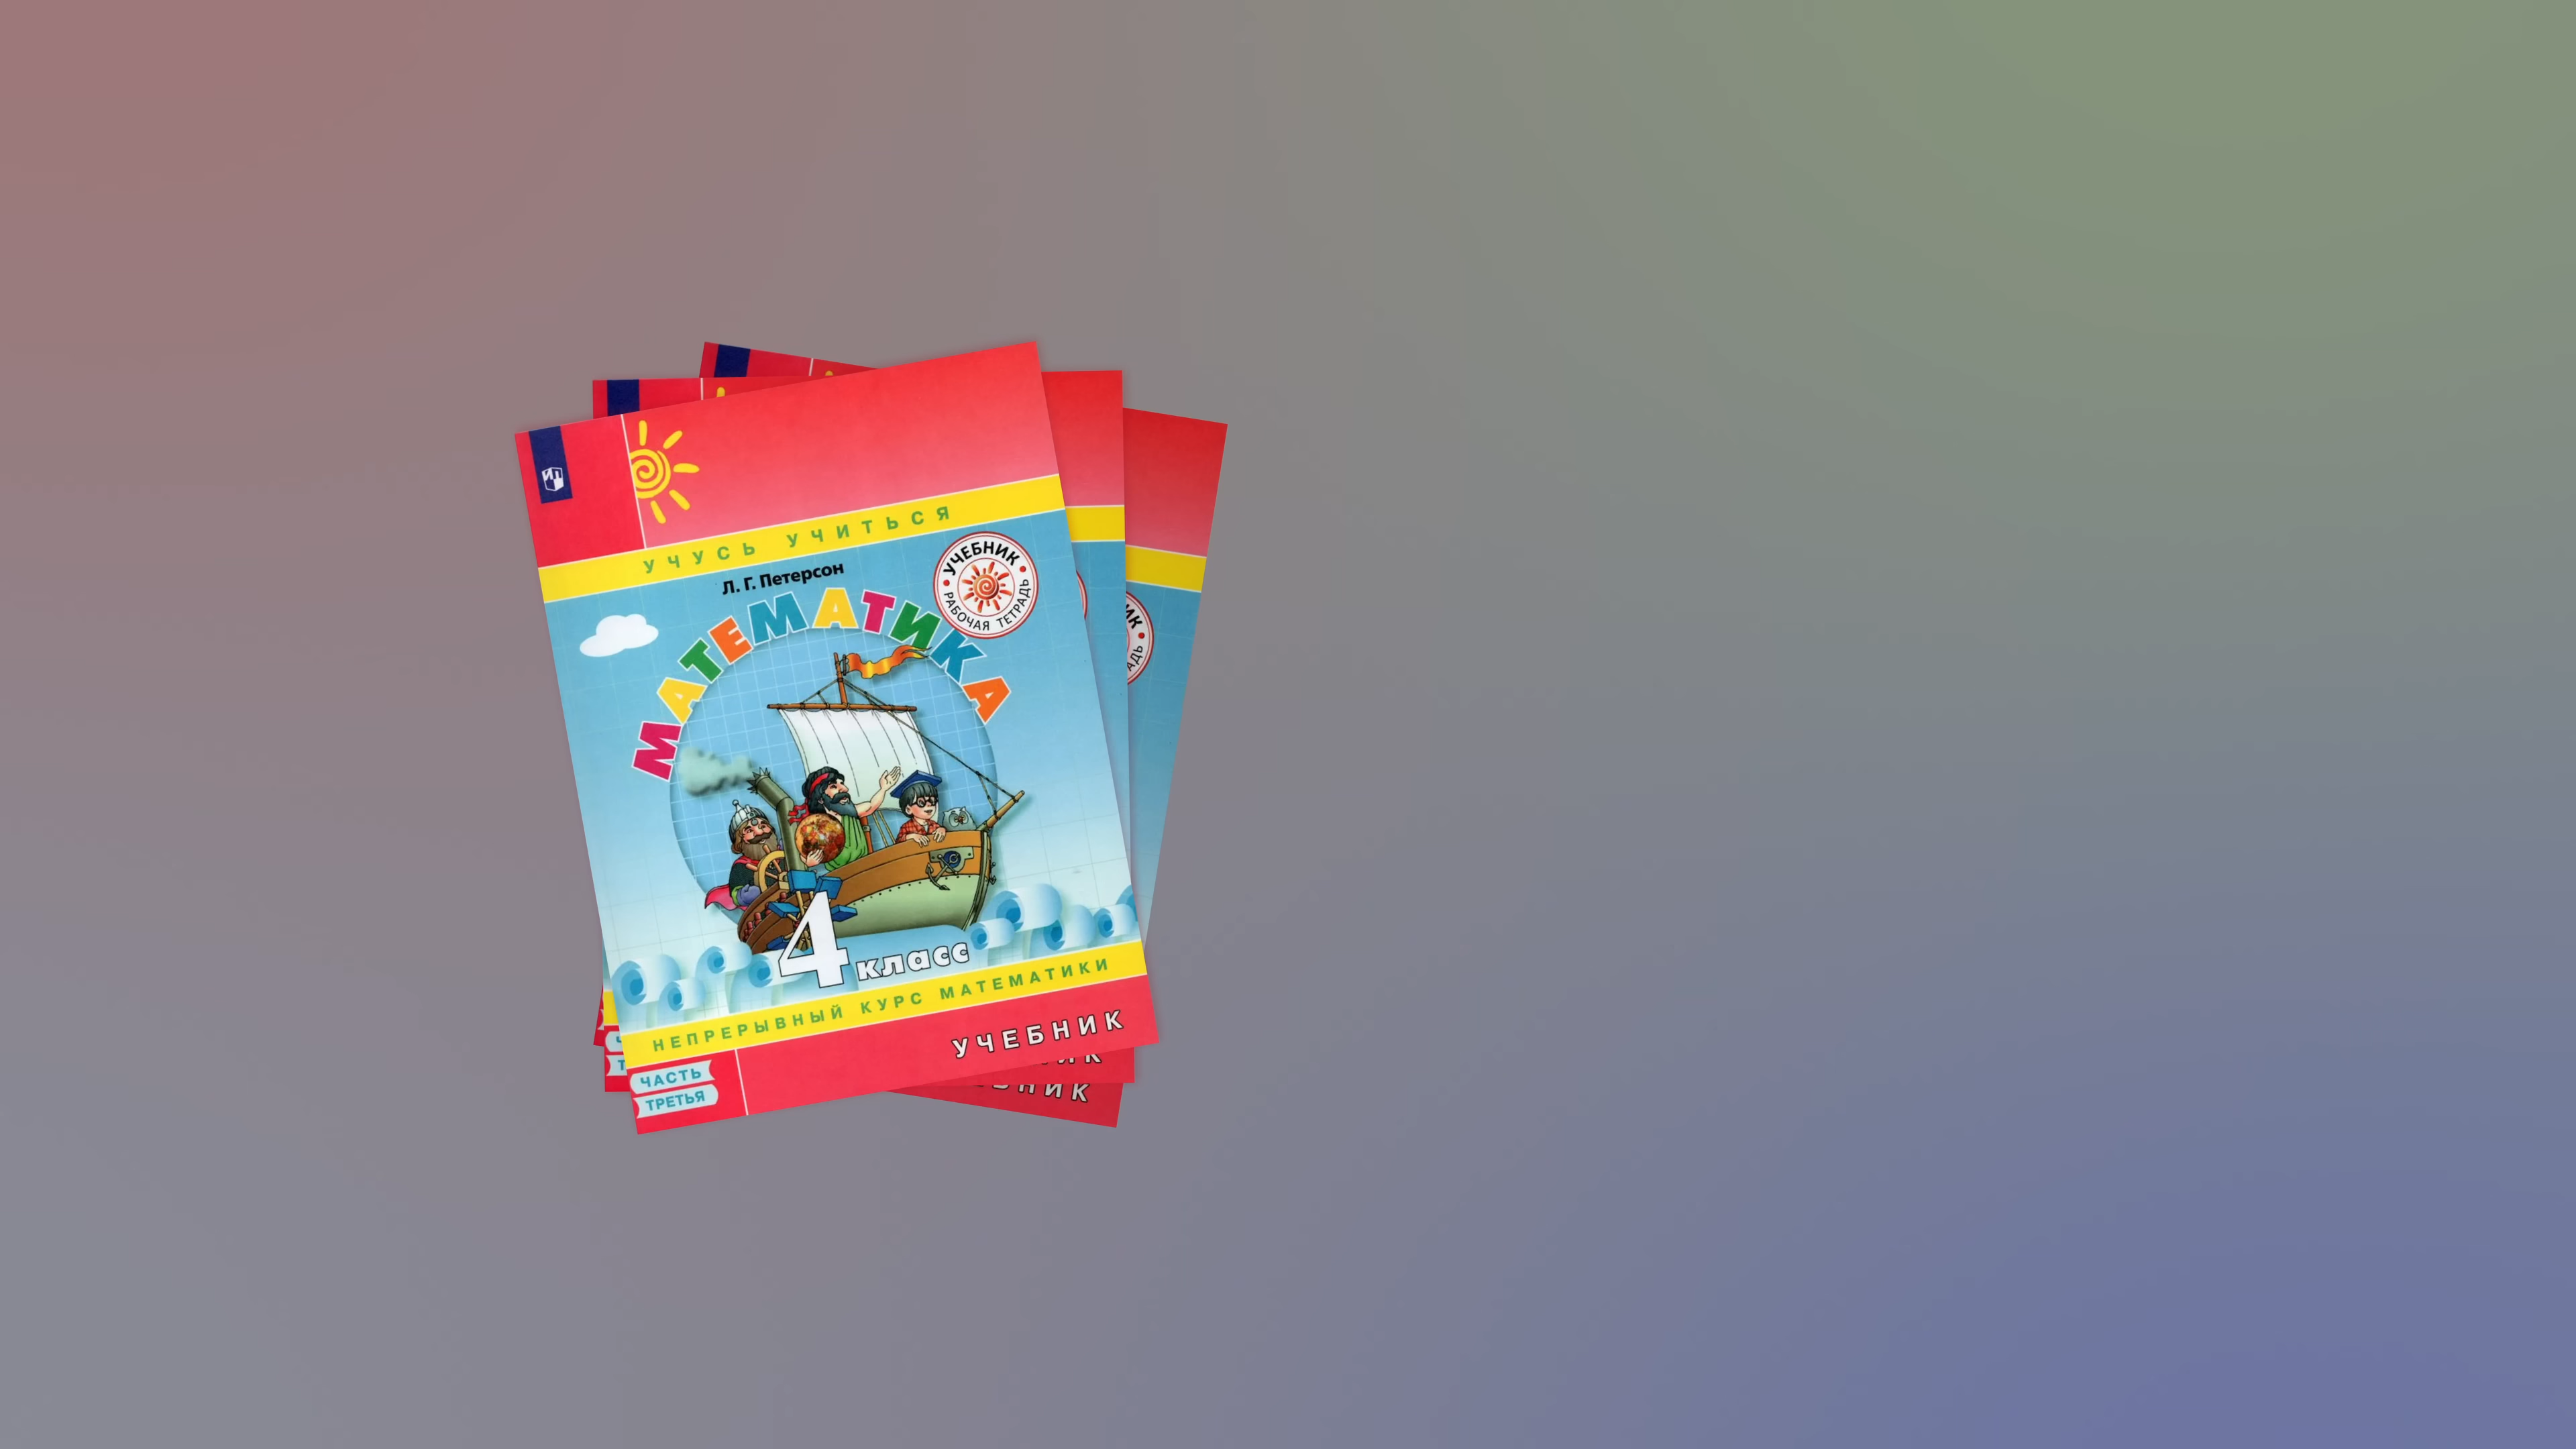 УЧУСЬ УЧИТЬСЯ
Л. Г. Петерсон
УЧЕБНИК
РАБОЧАЯ ТЕТРАДЬ
МАТЕМАТИКА
4 класс
НЕПРЕРЫВНЫЙ КУРС МАТЕМАТИКИ
УЧЕБНИК
ЧАСТЬ
ТРЕТЬЯ